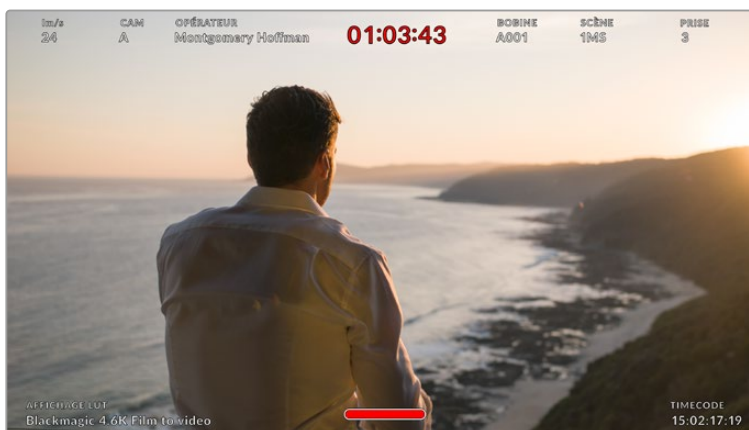 Im/s CAM OPÉRATEUR 01:03:43 BOBINE SCÈNE PRISE
24 A Montgomery Hoffman A001 1MS 3
AFFICHAGE LUT TIMECODE
Blackmagic 4.6K Film to video 15:02:17:19